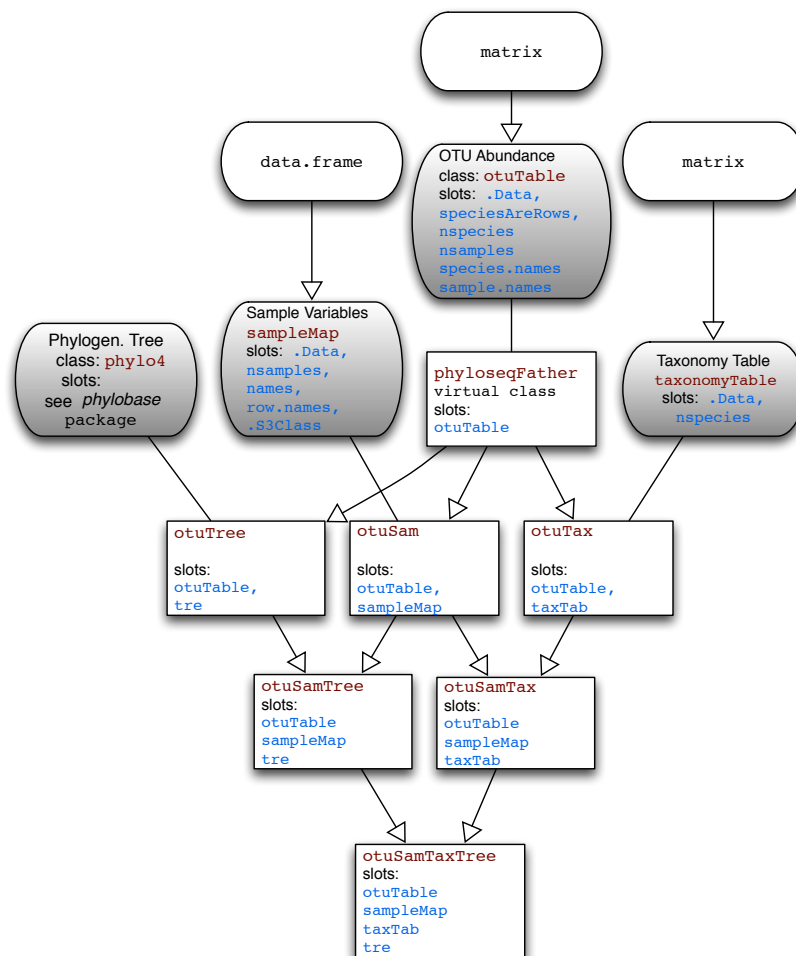 matrix
data.frame
OTU Abundance
class: otuTable
slots: .Data,
speciesAreRows,
nspecies
nsamples
species.names
sample.names
matrix
Phylogen. Tree
class: phylo4
slots:
see phylobase
package
Sample Variables
sampleMap
slots: .Data,
nsamples,
names,
row.names,
.S3Class
phyloseqFather
virtual class
slots:
otuTable
Taxonomy Table
taxonomyTable
slots: .Data,
nspecies
otuTree
slots:
otuTable,
tre
otuSam
slots:
otuTable,
sampleMap
otuTax
slots:
otuTable,
taxTab
otuSamTree
slots:
otuTable
sampleMap
tre
otuSamTax
slots:
otuTable
sampleMap
taxTab
otuSamTaxTree
slots:
otuTable
sampleMap
taxTab
tre